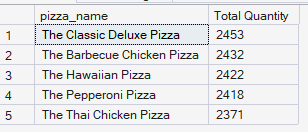 pizza_name Total Quantity
1 The Classic Deluxe Pizza 2453
2 The Barbecue Chicken Pizza 2432
3 The Hawaiian Pizza 2422
4 The Pepperoni Pizza 2418
5 The Thai Chicken Pizza 2371